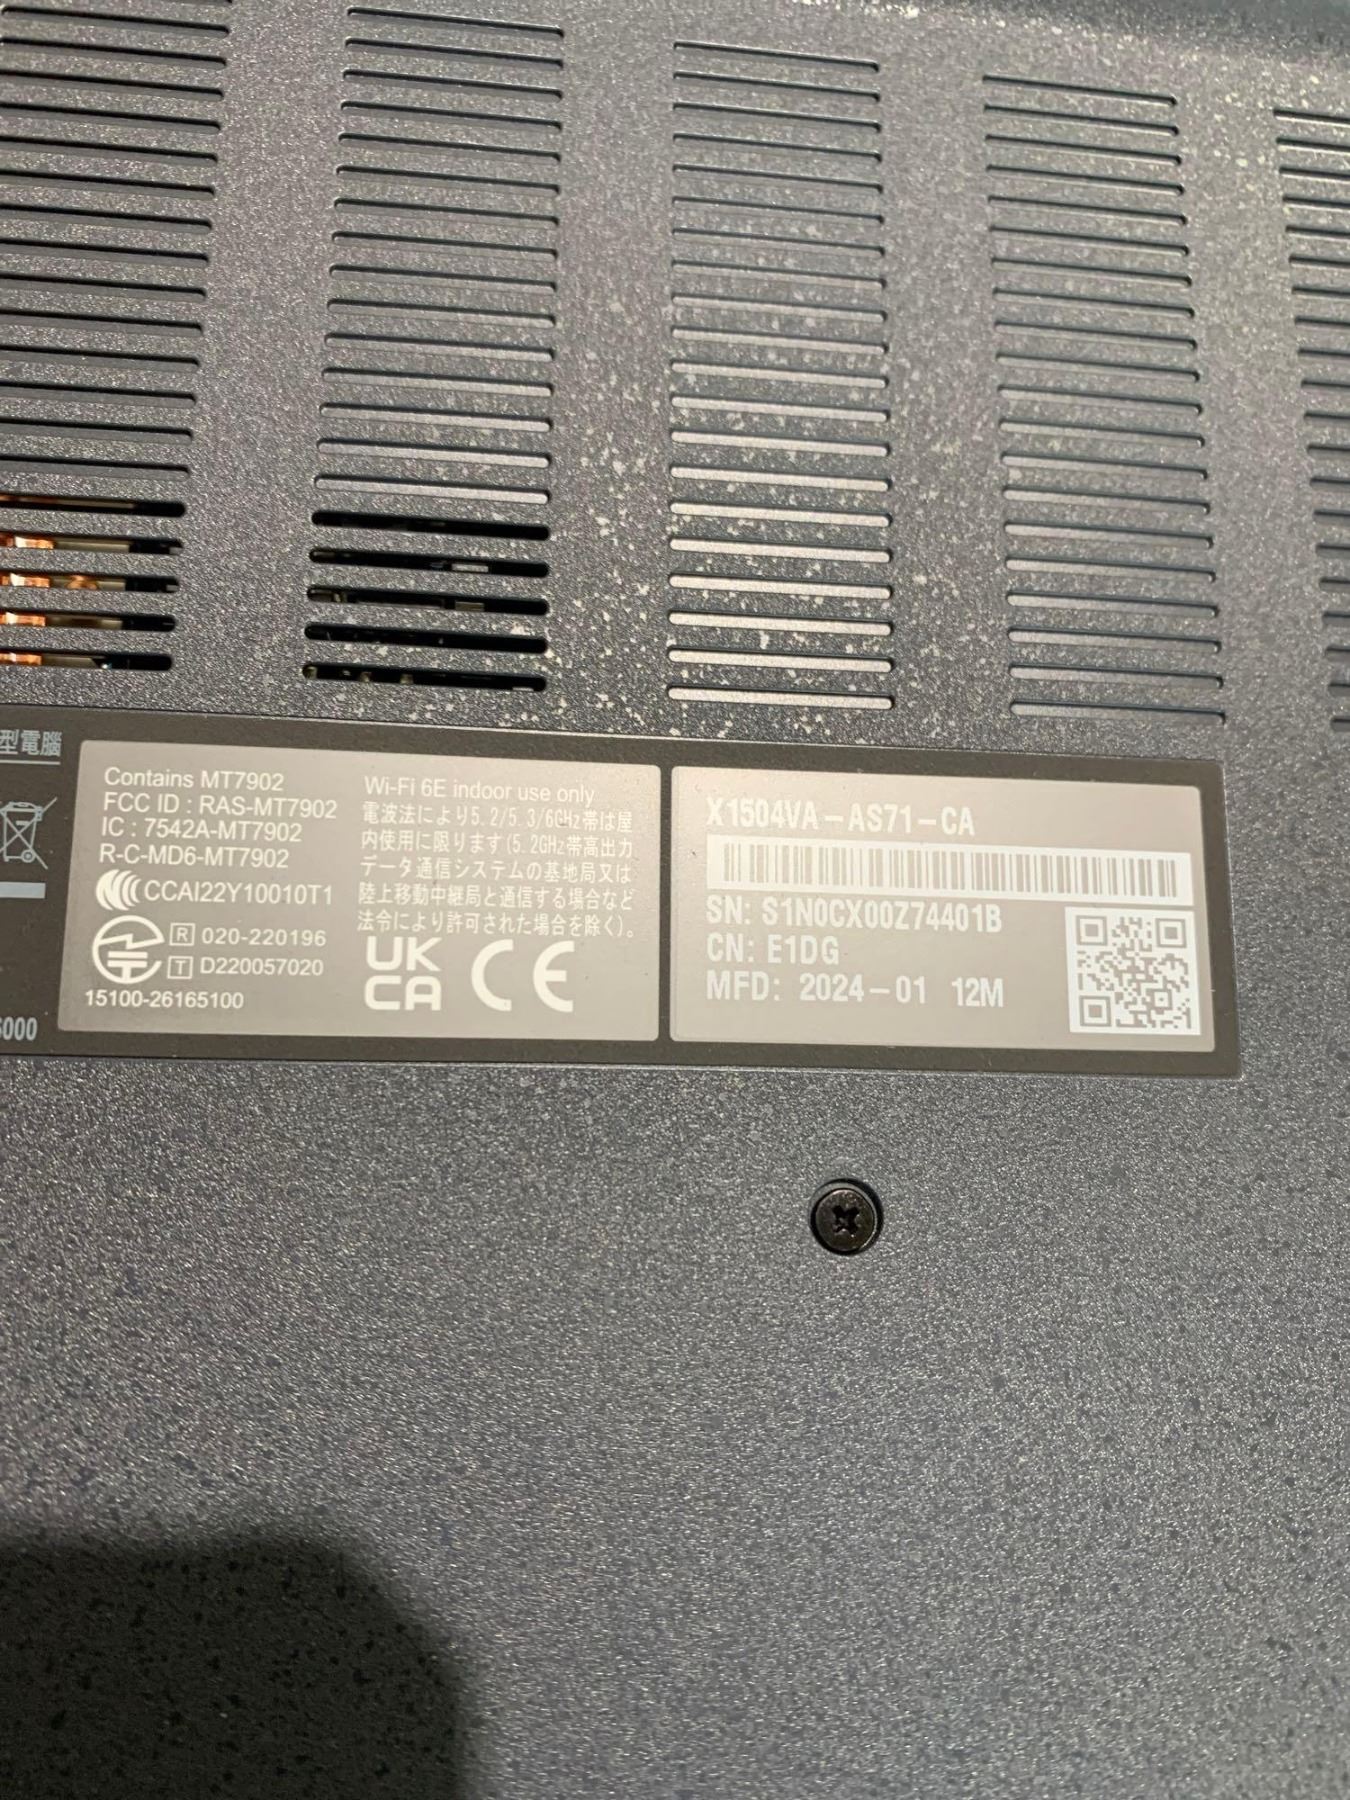 型電腦
6000
Contains MT7902
FCC ID : RAS-MT7902
IC : 7542A-MT7902
R-C-MD6-MT7902
CCAI22Y10010T1
R 020-220196
T D220057020
15100-26165100
Wi-Fi 6E indoor use only
電波法により5.2/5.3/6GHz帯は屋
内使用に限ります(5.2GHz帯高出力
データ通信システムの基地局又は
陸上移動中継局と通信する場合など
法令により許可された場合を除く)。
UK
CA CE
X1504VA-AS71-CA
SN: S1N0CX00Z74401B
CN: E1DG
MFD: 2024-01 12M